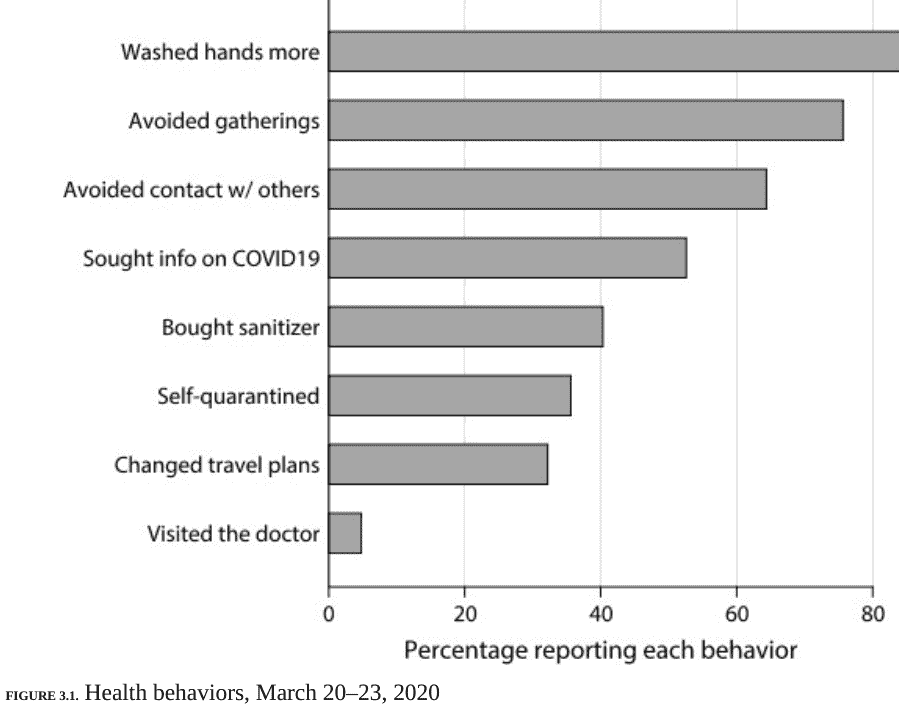 Washed hands more
Avoided gatherings
Avoided contact w/ others
Sought info on COVID19
Bought sanitizer
Self-quarantined
Changed travel plans
Visited the doctor
0 20 40 60 80
Percentage reporting each behavior
FIGURE 3.1. Health behaviors, March 20–23, 2020